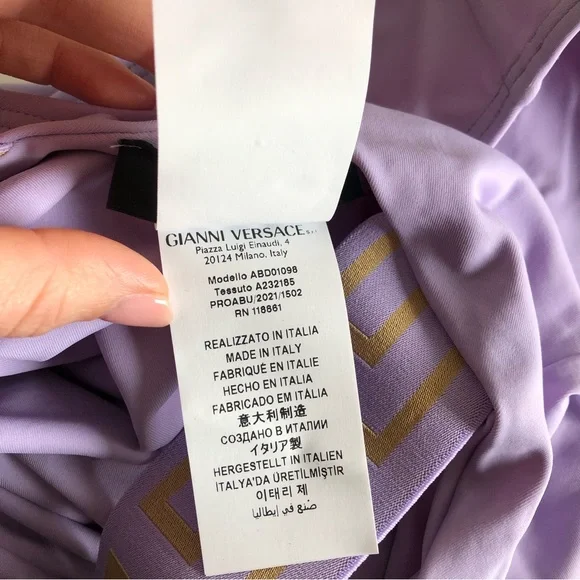 GIANNI VERSACE S.r.l.
Piazza Luigi Einaudi, 4
20124 Milano, Italy
Modello ABD01098
Tessuto A232185
PROABU/2021/1502
RN 118861
REALIZZATO IN ITALIA
MADE IN ITALY
FABRIQUÉ EN ITALIE
HECHO EN ITALIA
FABRICADO EM ITÁLIA
意大利制造
СОЗДАНО В ИТАЛИИ
イタリア製
HERGESTELLT IN ITALIEN
İTALYA'DA ÜRETİLMİŞTİR
이태리 제
صنع في إيطاليا